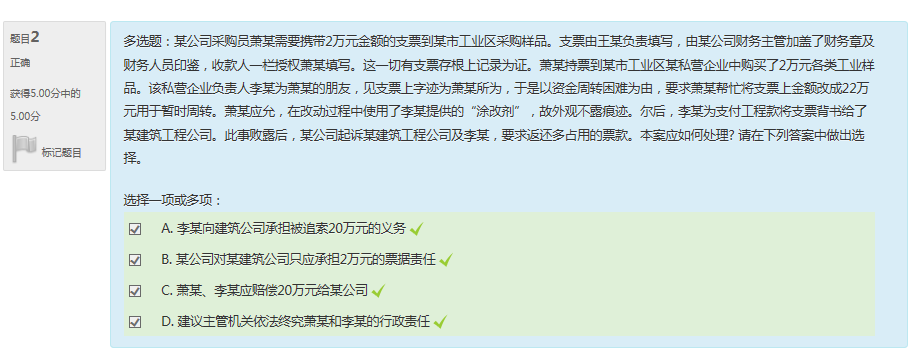 题目2
正确
获得5.00分中的
5.00分
标记题目
多选题：某公司采购员萧某需要携带2万元金额的支票到某市工业区采购样品。支票由王某负责填写，由某公司财务主管加盖了财务章及
财务人员印鉴，收款人一栏授权萧某填写。这一切有支票存根上记录为证。萧某持票到某市工业区某私营企业中购买了2万元各类工业样
品。该私营企业负责人李某为萧某的朋友，见支票上字迹为萧某所为，于是以资金周转困难为由，要求萧某帮忙将支票上金额改成22万
元用于暂时周转。萧某应允，在改动过程中使用了李某提供的“涂改剂”，故外观不露痕迹。尔后，李某为支付工程款将支票背书给了
某建筑工程公司。此事败露后，某公司起诉某建筑工程公司及李某，要求返还多占用的票款。本案应如何处理? 请在下列答案中做出选
择。
选择一项或多项：
A. 李某向建筑公司承担被追索20万元的义务
B. 某公司对某建筑公司只应承担2万元的票据责任
C. 萧某、李某应赔偿20万元给某公司
D. 建议主管机关依法终究萧某和李某的行政责任